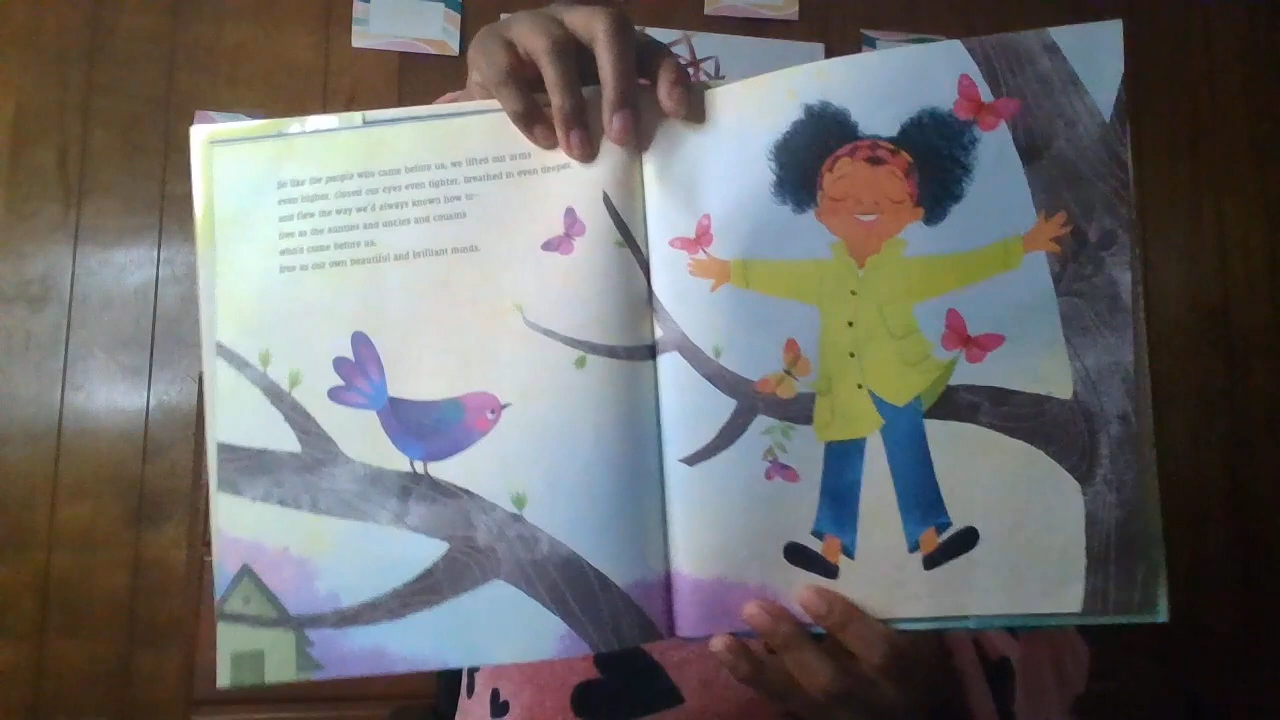 So like the people who came before us, we lifted our arms
even higher, closed our eyes even tighter, breathed in even deeper,
and flew the way we'd always known how to—
free as the aunties and uncles and cousins
who'd come before us,
free as our own beautiful and brilliant minds.